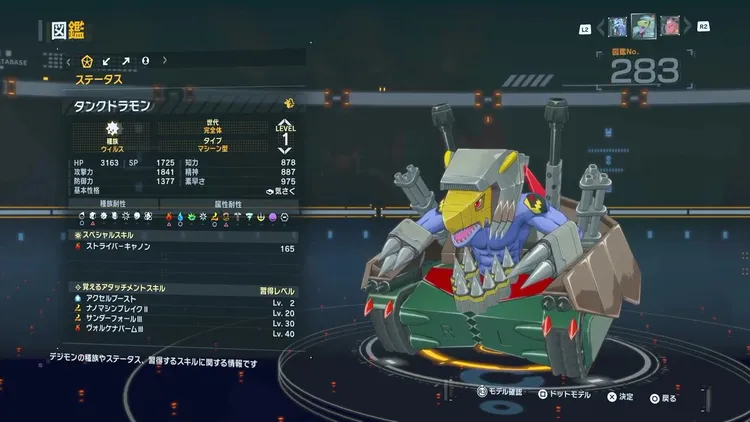 図鑑
L2
R2
DATABASE
図鑑No.
283
ステータス
タンクドラモン
種族
ウイルス
世代
完全体
タイプ
マシーン型
LEVEL
1
HP 3163 SP 1725 知力 878
攻撃力 1841 精神 887
防御力 1377 素早さ 975
基本性格 気さく
種族耐性 属性耐性
スペシャルスキル
ストライバーキャノン 165
覚えるアタッチメントスキル 習得レベル
アクセルブースト Lv. 2
ナノマシンブレイクII Lv. 20
サンダーフォールIII Lv. 30
ヴォルケナパームIII Lv. 40
デジモンの種族やステータス、習得するスキルに関する情報です
R3 モデル確認 ドットモデル 決定 戻る